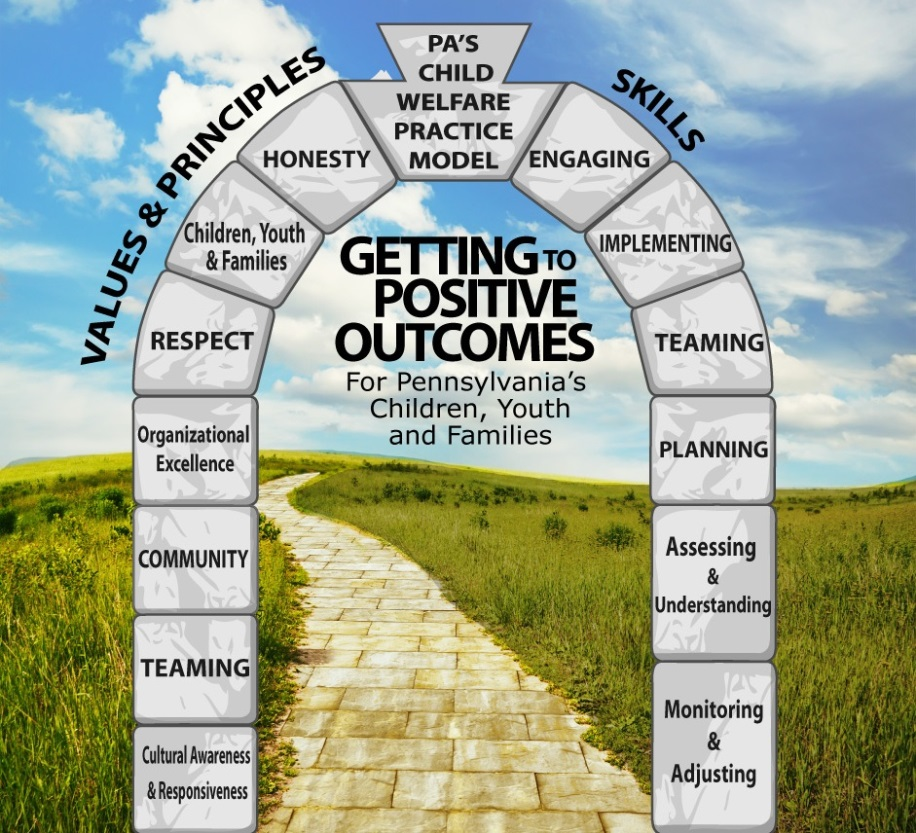 PA'S
CHILD
WELFARE
PRACTICE
MODEL
VALUES & PRINCIPLES
HONESTY
Children, Youth
& Families
RESPECT
Organizational
Excellence
COMMUNITY
TEAMING
Cultural Awareness
& Responsiveness
SKILLS
ENGAGING
IMPLEMENTING
TEAMING
PLANNING
Assessing
&
Understanding
Monitoring
&
Adjusting
GETTING TO
POSITIVE
OUTCOMES
For Pennsylvania's
Children, Youth
and Families